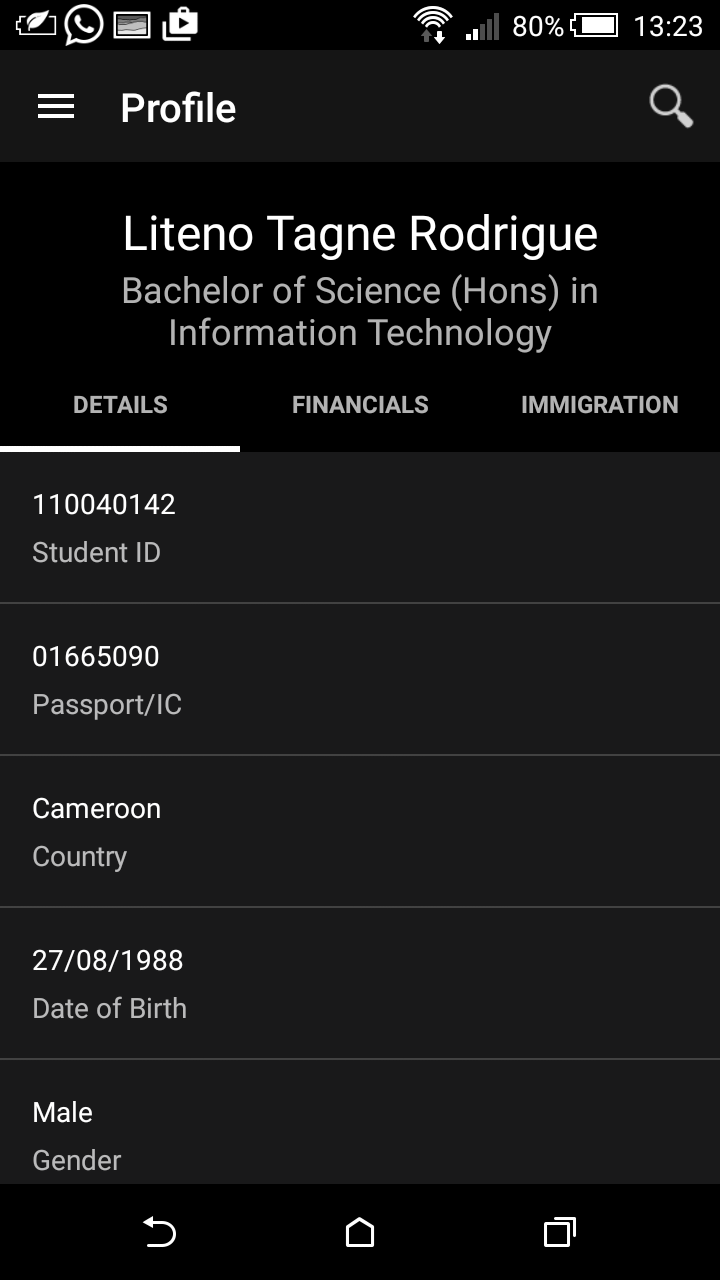 80% 13:23
Profile
Liteno Tagne Rodrigue
Bachelor of Science (Hons) in
Information Technology
DETAILS FINANCIALS IMMIGRATION
110040142
Student ID
01665090
Passport/IC
Cameroon
Country
27/08/1988
Date of Birth
Male
Gender